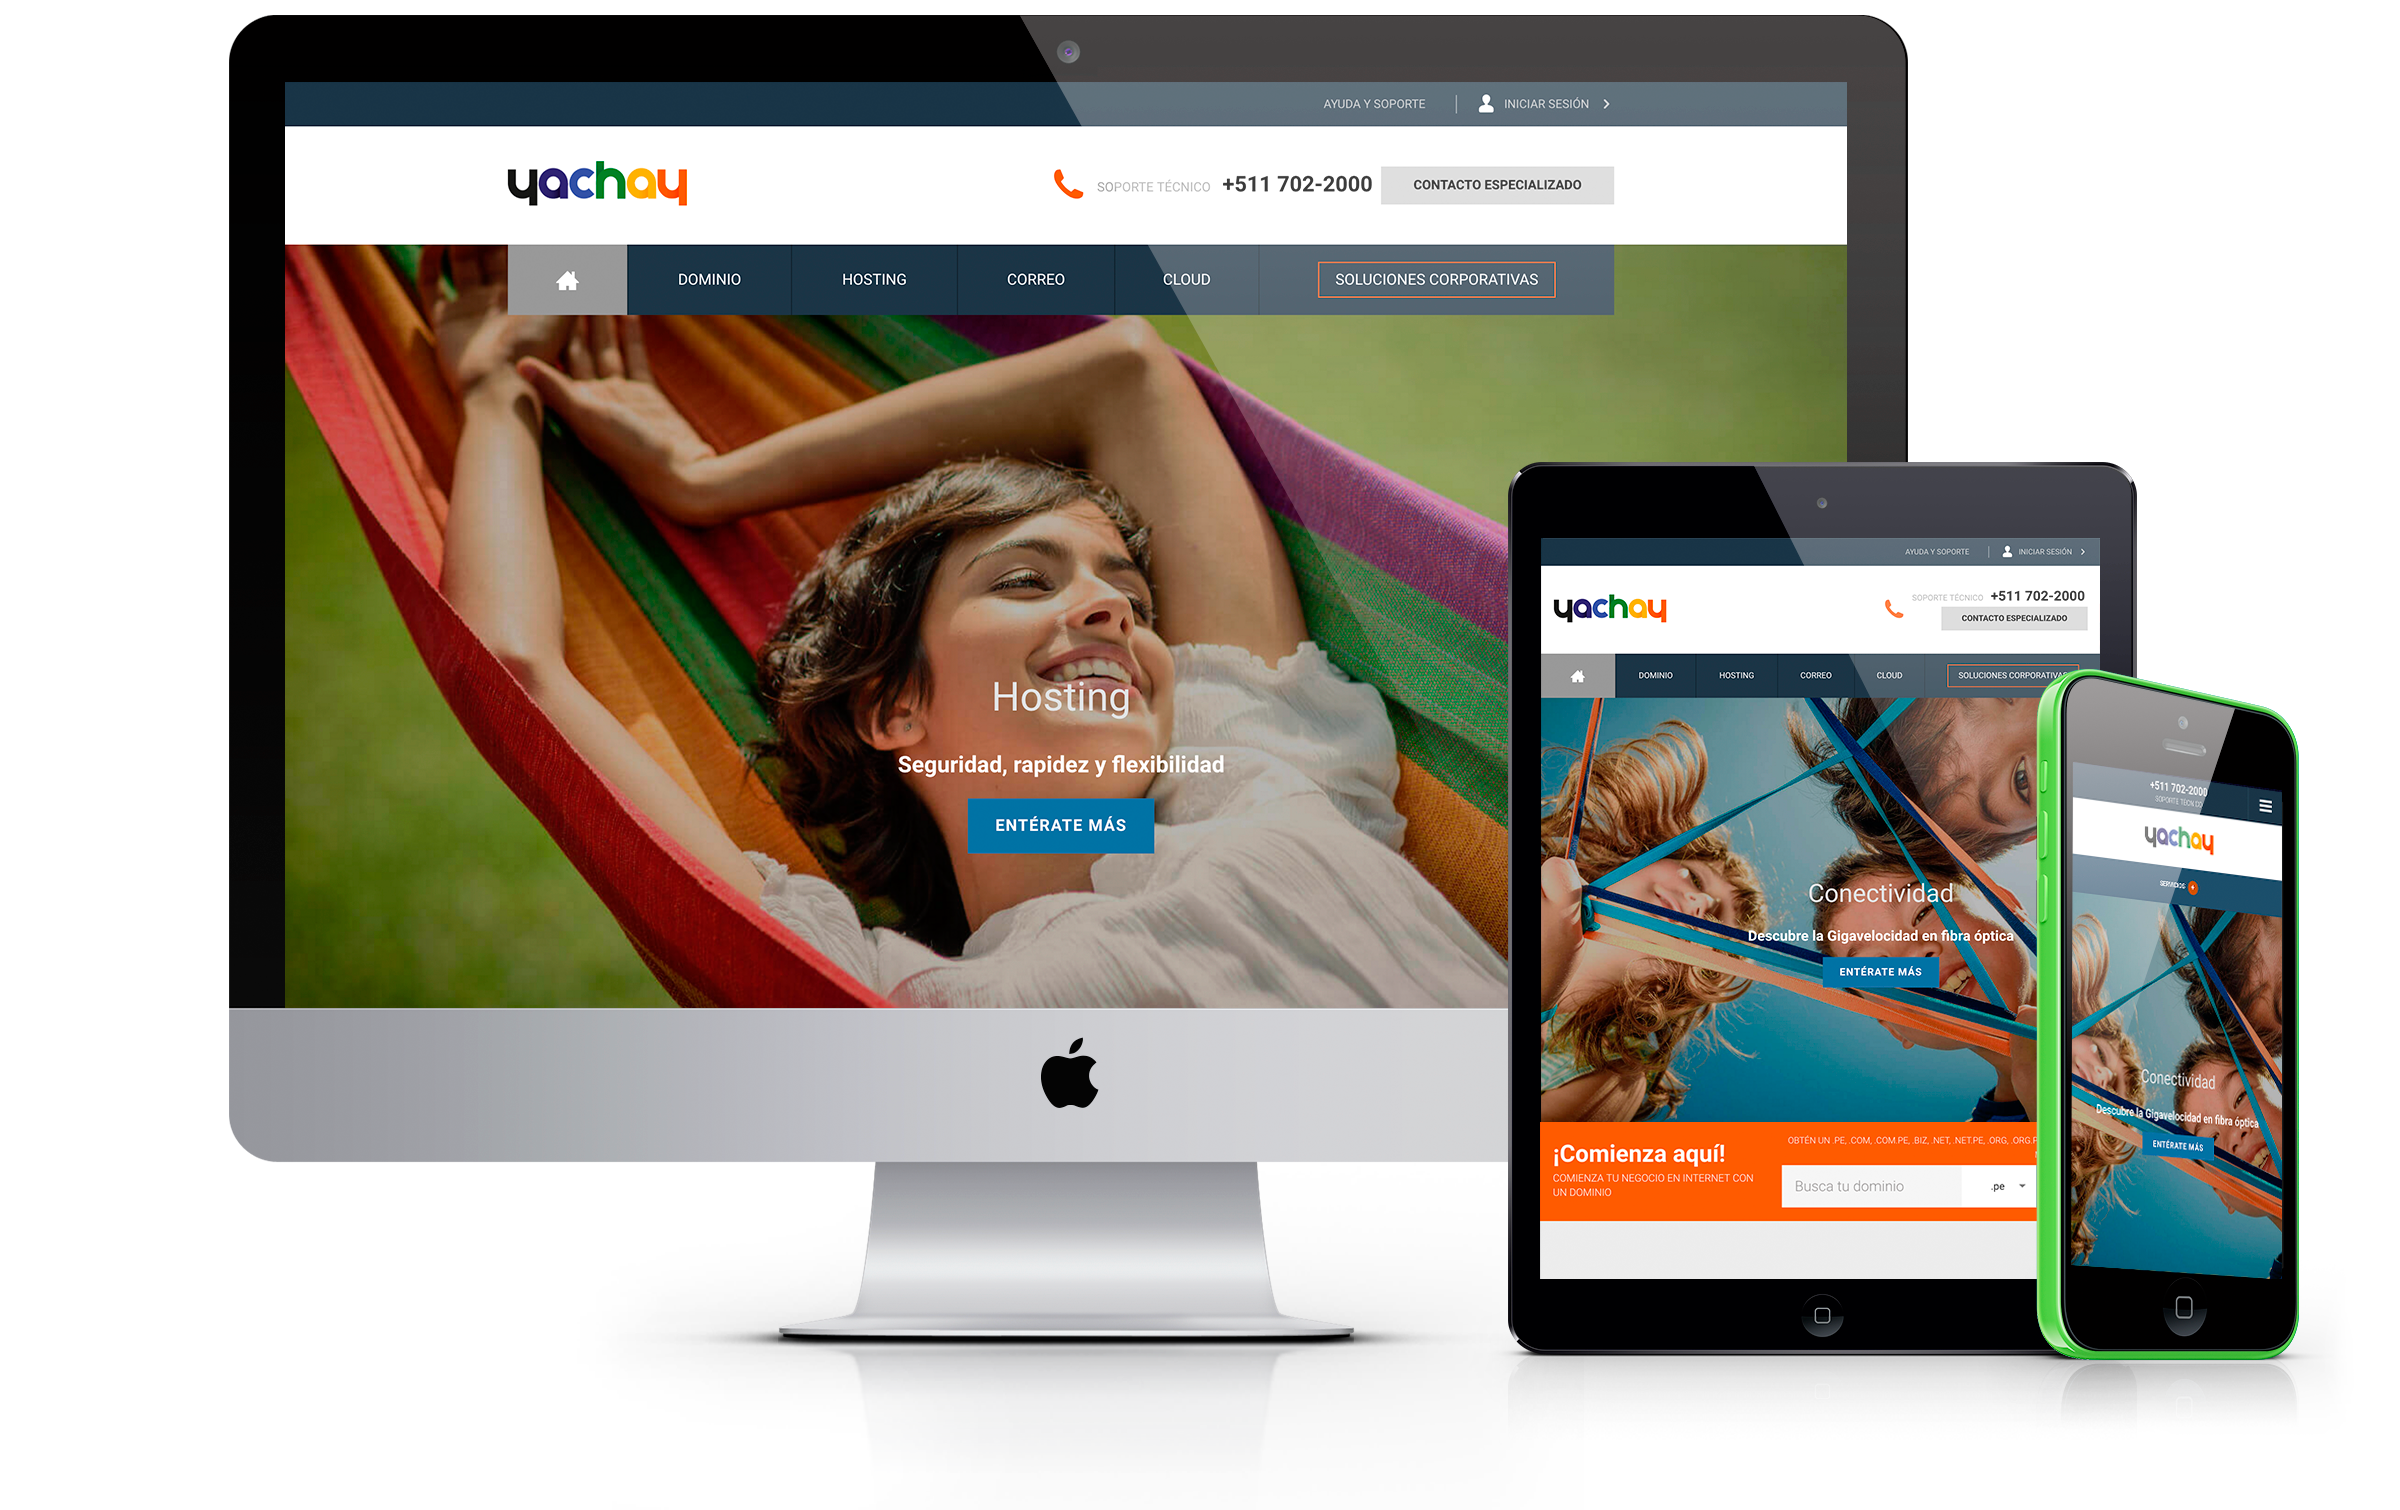 AYUDA Y SOPORTE
INICIAR SESIÓN
yachay
SOPORTE TÉCNICO +511 702-2000
CONTACTO ESPECIALIZADO
DOMINIO
HOSTING
CORREO
CLOUD
SOLUCIONES CORPORATIVAS
Hosting
Seguridad, rapidez y flexibilidad
ENTÉRATE MÁS
AYUDA Y SOPORTE
INICIAR SESIÓN
yachay
SOPORTE TÉCNICO +511 702-2000
CONTACTO ESPECIALIZADO
DOMINIO
HOSTING
CORREO
CLOUD
SOLUCIONES CORPORATIVAS
Conectividad
Descubre la Gigavelocidad en fibra óptica
ENTÉRATE MÁS
¡Comienza aquí!
COMIENZA TU NEGOCIO EN INTERNET CON
UN DOMINIO
OBTÉN UN .PE, .COM, .COM.PE, .BIZ, .NET, .NET.PE, .ORG,
Busca tu dominio
.pe
+511 702-2000
SOPORTE TÉCNICO
yachay
SERVICIOS +
Conectividad
Descubre la Gigavelocidad en fibra óptica
ENTÉRATE MÁS